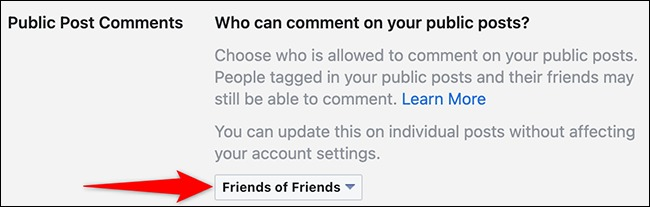 Public Post Comments
Who can comment on your public posts?
Choose who is allowed to comment on your public posts.
People tagged in your public posts and their friends may
still be able to comment. Learn More
You can update this on individual posts without affecting
your account settings.
Friends of Friends